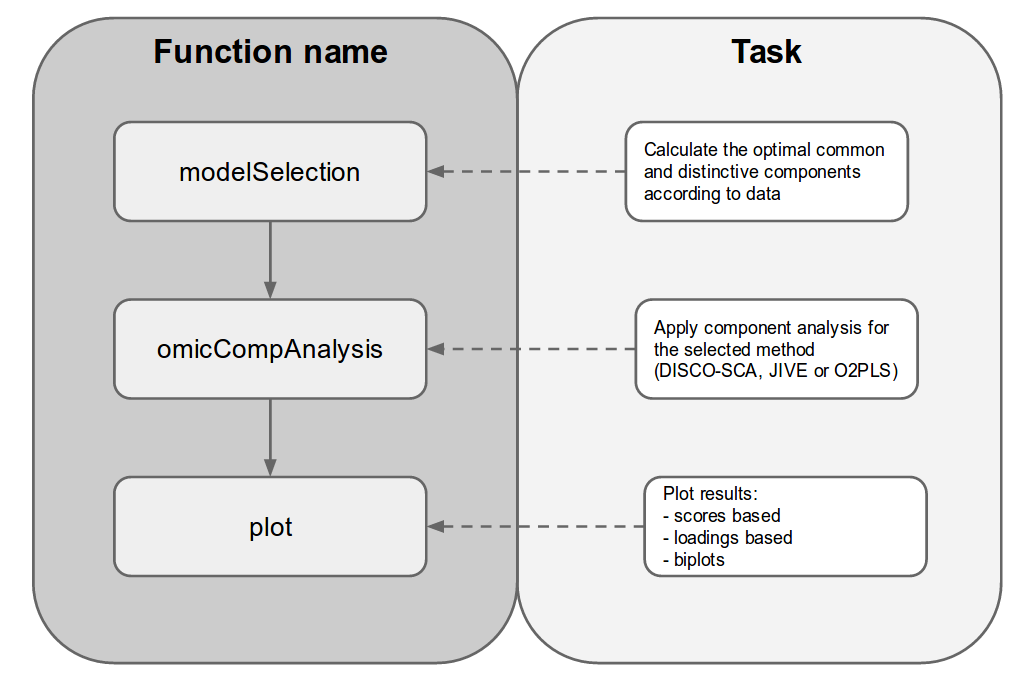 Function name
Task
modelSelection
Calculate the optimal common
and distinctive components
according to data
omicCompAnalysis
Apply component analysis for
the selected method
(DISCO-SCA, JIVE or O2PLS)
plot
Plot results:
- scores based
- loadings based
- biplots